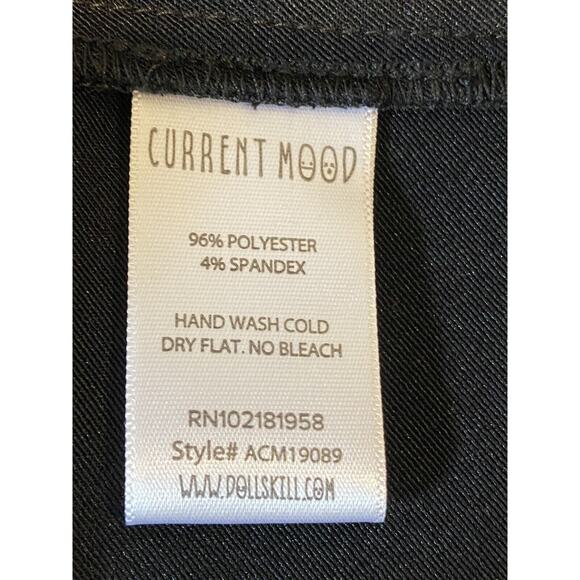 CURRENT MOOD
96% POLYESTER
4% SPANDEX
HAND WASH COLD
DRY FLAT. NO BLEACH
RN102181958
Style# ACM19089
WWW.DOLLSKILL.COM